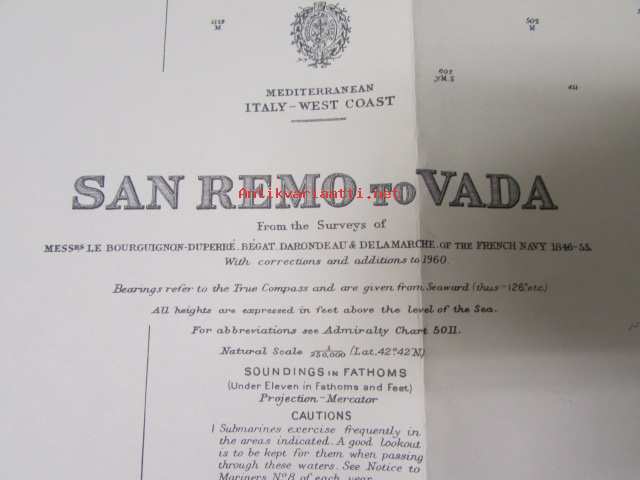 MEDITERRANEAN
ITALY-WEST COAST
SAN REMO TO VADA
Antikvariaatti.net
From the Surveys of
MESSRS LE BOURGUIGNON-DUPERRÉ, BÉGAT, DARONDEAU & DELAMARCHE, OF THE FRENCH NAVY 1846-55.
With corrections and additions to 1960.
Bearings refer to the True Compass and are given from Seaward (thus-126° etc)
All heights are expressed in feet above the level of the Sea.
For abbreviations see Admiralty Chart 5011.
Natural Scale 1/250,000 (Lat. 42° 42' N)
SOUNDINGS IN FATHOMS
(Under Eleven in Fathoms and Feet)
Projection-Mercator
CAUTIONS
1 Submarines exercise frequently in
the areas indicated. A good lookout
is to be kept for them when passing
through these waters. See Notice to
Mariners No 8 of each year.